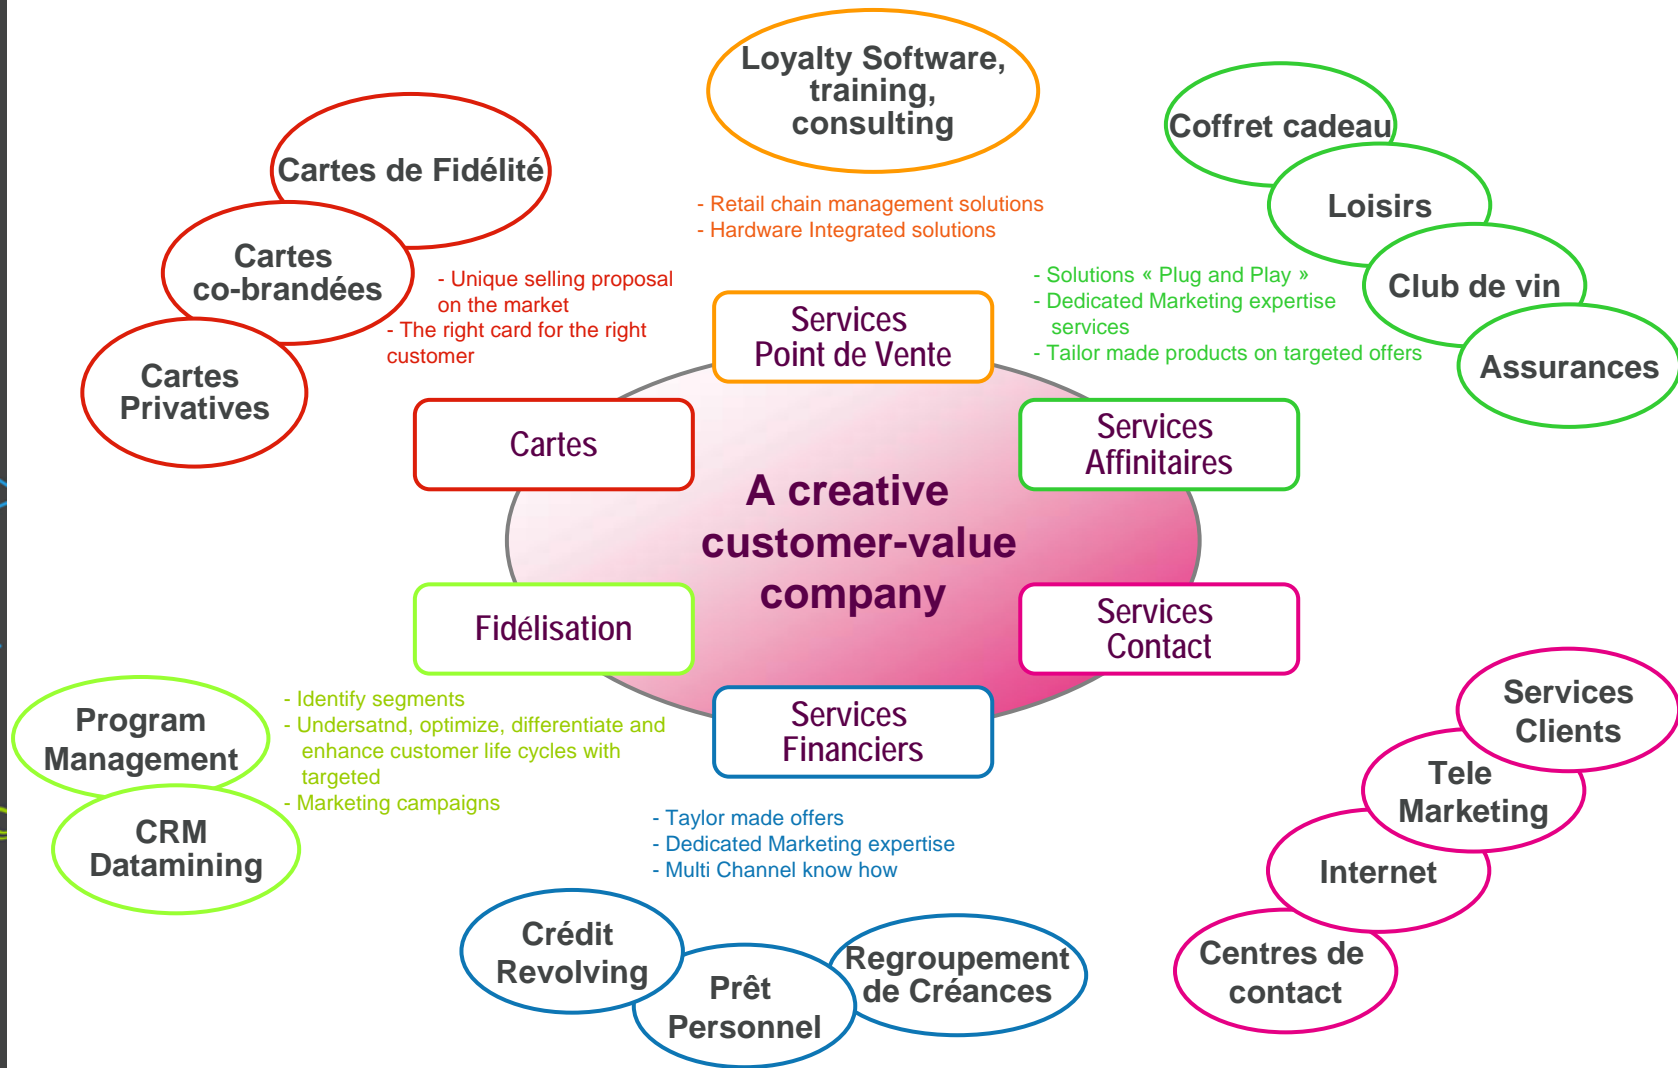 Loyalty Software,
training,
consulting
- Retail chain management solutions
- Hardware Integrated solutions
Services
Point de Vente
Cartes de Fidélité
Cartes
co-brandées
Cartes
Privatives
- Unique selling proposal
on the market
- The right card for the right
customer
Cartes
Coffret cadeau
Loisirs
Club de vin
Assurances
- Solutions « Plug and Play »
- Dedicated Marketing expertise
services
- Tailor made products on targeted offers
Services
Affinitaires
A creative
customer-value
company
Fidélisation
Services
Contact
Services
Financiers
Program
Management
CRM
Datamining
- Identify segments
- Undersatnd, optimize, differentiate and
enhance customer life cycles with
targeted
- Marketing campaigns
- Taylor made offers
- Dedicated Marketing expertise
- Multi Channel know how
Crédit
Revolving
Prêt
Personnel
Regroupement
de Créances
Services
Clients
Tele
Marketing
Internet
Centres de
contact